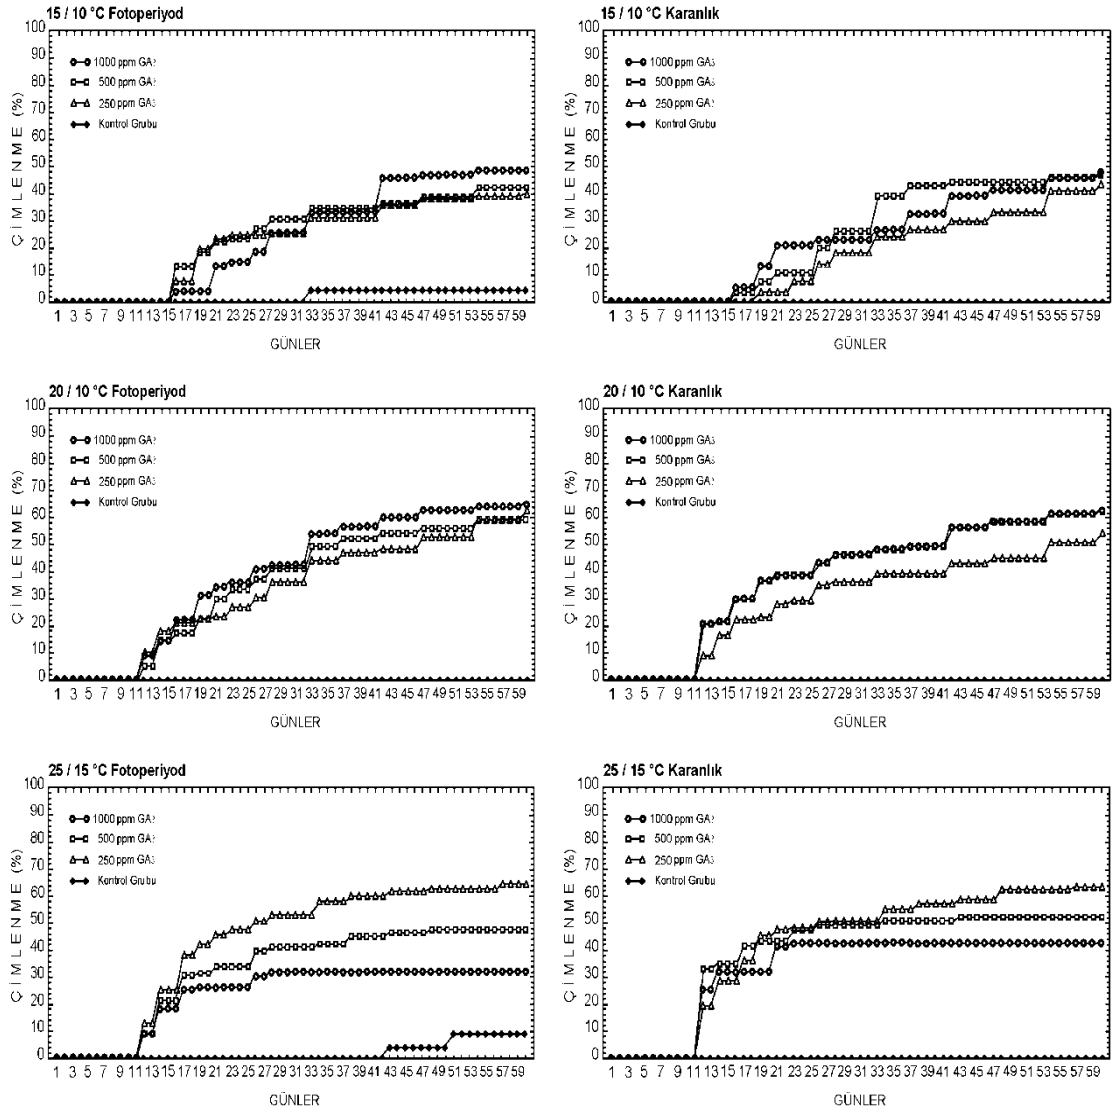 15 / 10 °C Fotoperiyod
100
90
80
70
60
50
40
30
20
10
0
ÇİMLENME (%)
1000 ppm GA3
500 ppm GA3
250 ppm GA3
Kontrol Grubu
1 3 5 7 9 11 13 15 17 19 21 23 25 27 29 31 33 35 37 39 41 43 45 47 49 51 53 55 57 59
GÜNLER
15 / 10 °C Karanlık
100
90
80
70
60
50
40
30
20
10
0
ÇİMLENME (%)
1000 ppm GA3
500 ppm GA3
250 ppm GA3
Kontrol Grubu
1 3 5 7 9 11 13 15 17 19 21 23 25 27 29 31 33 35 37 39 41 43 45 47 49 51 53 55 57 59
GÜNLER
20 / 10 °C Fotoperiyod
100
90
80
70
60
50
40
30
20
10
0
ÇİMLENME (%)
1000 ppm GA3
500 ppm GA3
250 ppm GA3
Kontrol Grubu
1 3 5 7 9 11 13 15 17 19 21 23 25 27 29 31 33 35 37 39 41 43 45 47 49 51 53 55 57 59
GÜNLER
20 / 10 °C Karanlık
100
90
80
70
60
50
40
30
20
10
0
ÇİMLENME (%)
1000 ppm GA3
500 ppm GA3
250 ppm GA3
Kontrol Grubu
1 3 5 7 9 11 13 15 17 19 21 23 25 27 29 31 33 35 37 39 41 43 45 47 49 51 53 55 57 59
GÜNLER
25 / 15 °C Fotoperiyod
100
90
80
70
60
50
40
30
20
10
0
ÇİMLENME (%)
1000 ppm GA3
500 ppm GA3
250 ppm GA3
Kontrol Grubu
1 3 5 7 9 11 13 15 17 19 21 23 25 27 29 31 33 35 37 39 41 43 45 47 49 51 53 55 57 59
GÜNLER
25 / 15 °C Karanlık
100
90
80
70
60
50
40
30
20
10
0
ÇİMLENME (%)
1000 ppm GA3
500 ppm GA3
250 ppm GA3
Kontrol Grubu
1 3 5 7 9 11 13 15 17 19 21 23 25 27 29 31 33 35 37 39 41 43 45 47 49 51 53 55 57 59
GÜNLER